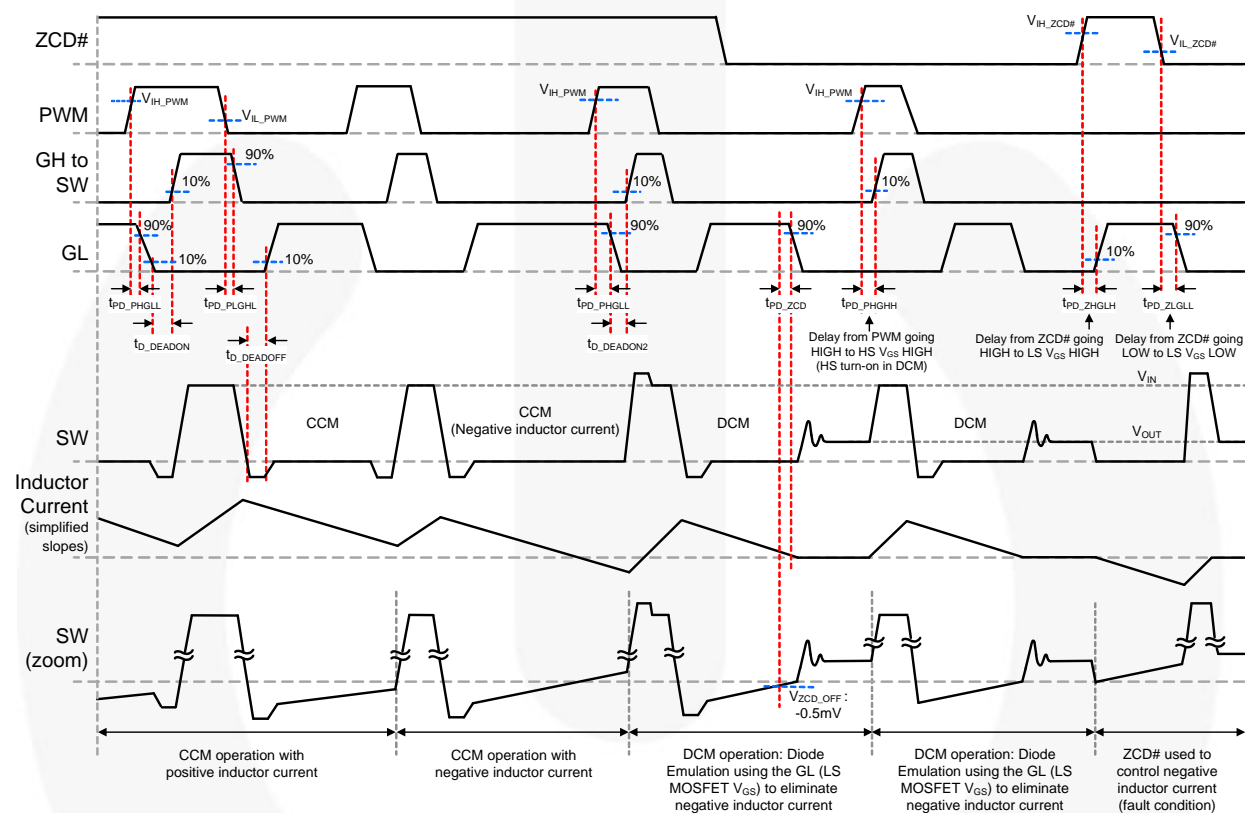 ZCD#
V_IH_ZCD#
V_IL_ZCD#
PWM
V_IH_PWM
V_IL_PWM
V_IH_PWM
V_IH_PWM
GH to
SW
10%
90%
10%
10%
GL
90%
10%
10%
90%
90%
10%
90%
t_PD_PHGLL
t_PD_PLGHL
t_PD_PHGLL
t_PD_ZCD
t_PD_PHGHH
t_PD_ZHGLH
t_PD_ZLGLL
t_D_DEADON
t_D_DEADOFF
t_D_DEADON2
Delay from PWM going
HIGH to HS V_GS HIGH
(HS turn-on in DCM)
Delay from ZCD# going
HIGH to LS V_GS HIGH
Delay from ZCD# going
LOW to LS V_GS LOW
SW
CCM
CCM
(Negative inductor current)
DCM
DCM
V_IN
V_OUT
Inductor
Current
(simplified
slopes)
SW
(zoom)
V_ZCD_OFF :
-0.5mV
CCM operation with
positive inductor current
CCM operation with
negative inductor current
DCM operation: Diode
Emulation using the GL (LS
MOSFET V_GS) to eliminate
negative inductor current
DCM operation: Diode
Emulation using the GL (LS
MOSFET V_GS) to eliminate
negative inductor current
ZCD# used to
control negative
inductor current
(fault condition)